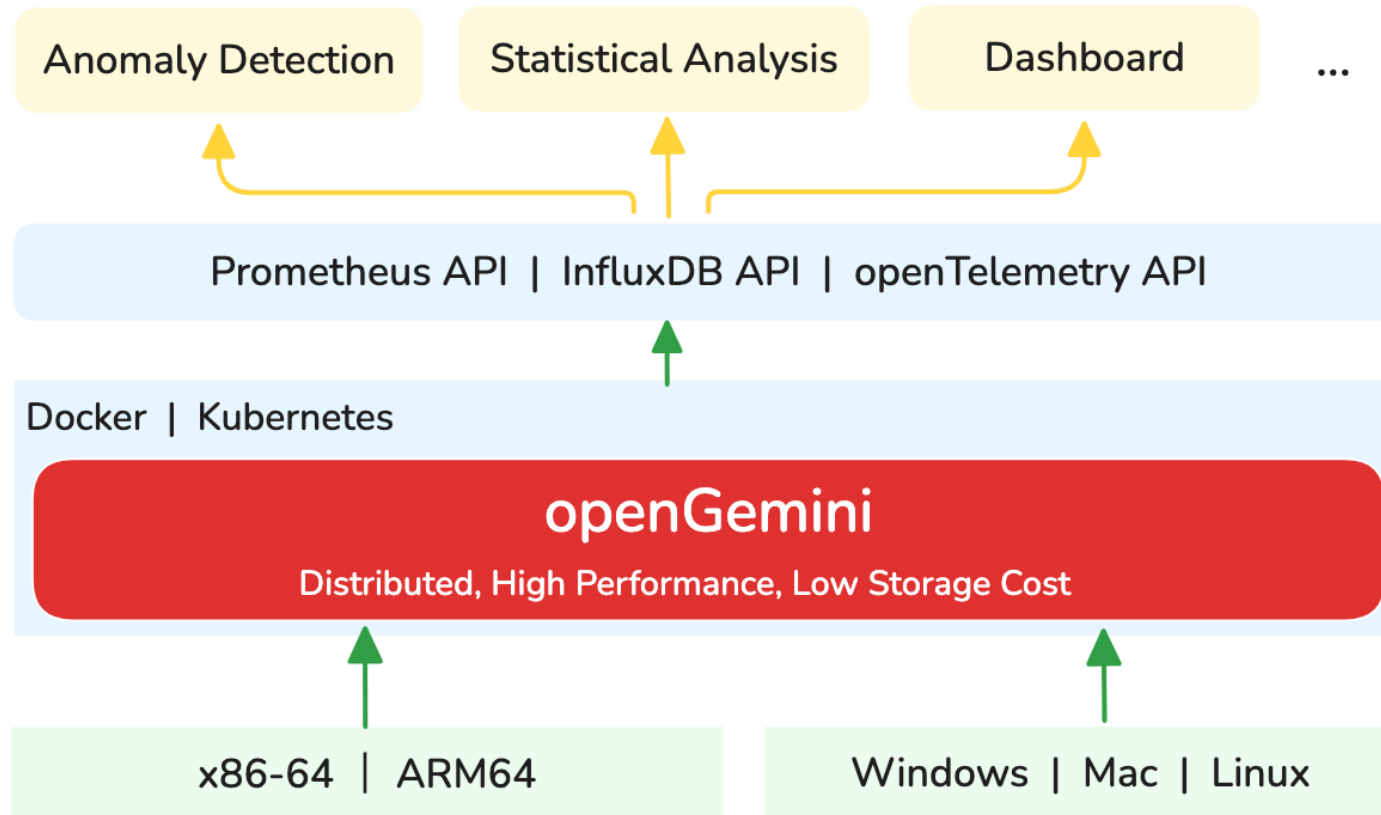 Anomaly Detection
Statistical Analysis
Dashboard
...
Prometheus API | InfluxDB API | openTelemetry API
Docker | Kubernetes
openGemini
Distributed, High Performance, Low Storage Cost
x86-64 | ARM64
Windows | Mac | Linux